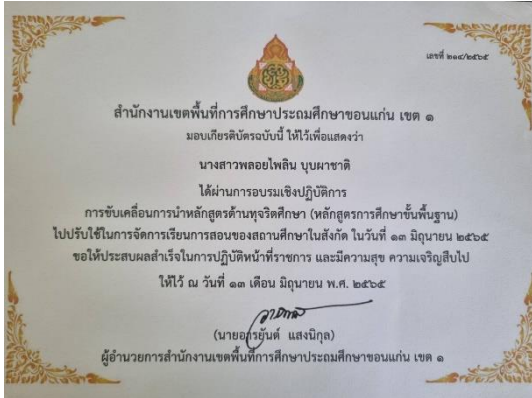 เลขที่ ๒๑๔/๒๕๖๕
สำนักงานเขตพื้นที่การศึกษาประถมศึกษาขอนแก่น เขต ๑
มอบเกียรติบัตรฉบับนี้ ให้ไว้เพื่อแสดงว่า
นางสาวพลอยไพลิน บุบผาชาติ
ได้ผ่านการอบรมเชิงปฏิบัติการ
การขับเคลื่อนการนำหลักสูตรต้านทุจริตศึกษา (หลักสูตรการศึกษาขั้นพื้นฐาน)
ไปปรับใช้ในการจัดการเรียนการสอนของสถานศึกษาในสังกัด ในวันที่ ๑๓ มิถุนายน ๒๕๖๕
ขอให้ประสบผลสำเร็จในการปฏิบัติหน้าที่ราชการ และมีความสุข ความเจริญสืบไป
ให้ไว้ ณ วันที่ ๑๓ เดือน มิถุนายน พ.ศ. ๒๕๖๕
(นายอารยันต์ แสงนิกุล)
ผู้อำนวยการสำนักงานเขตพื้นที่การศึกษาประถมศึกษาขอนแก่น เขต ๑